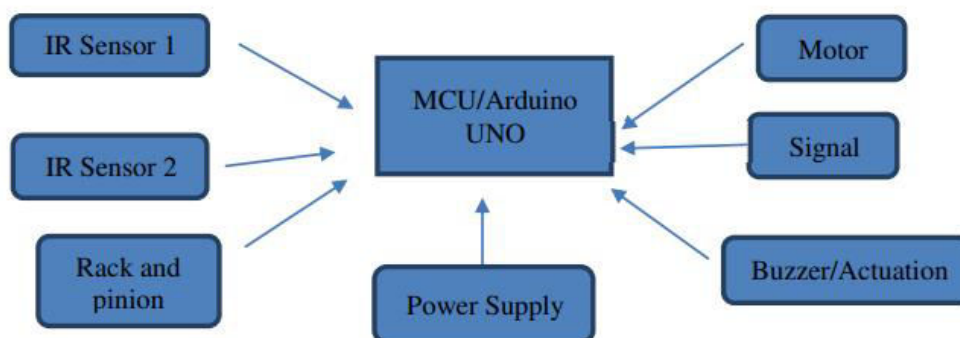 IR Sensor 1
IR Sensor 2
Rack and
pinion
MCU/Arduino
UNO
Power Supply
Motor
Signal
Buzzer/Actuation